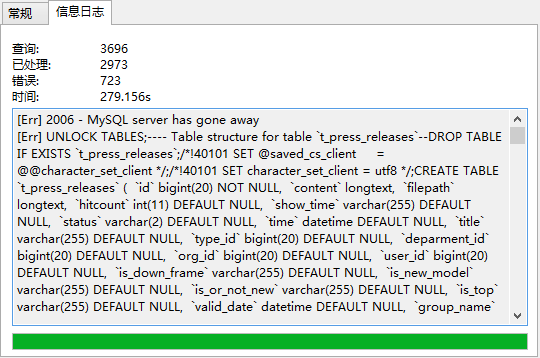 常规 信息日志
查询: 3696
已处理: 2973
错误: 723
时间: 279.156s
[Err] 2006 - MySQL server has gone away
[Err] UNLOCK TABLES;---- Table structure for table `t_press_releases`--DROP TABLE
IF EXISTS `t_press_releases`;/*!40101 SET @saved_cs_client     =
@@character_set_client */;/*!40101 SET character_set_client = utf8 */;CREATE TABLE
`t_press_releases` (  `id` bigint(20) NOT NULL,  `content` longtext,  `filepath`
longtext,  `hitcount` int(11) DEFAULT NULL,  `show_time` varchar(255) DEFAULT
NULL,  `status` varchar(2) DEFAULT NULL,  `time` datetime DEFAULT NULL,  `title`
varchar(255) DEFAULT NULL,  `type_id` bigint(20) DEFAULT NULL,  `deparment_id`
bigint(20) DEFAULT NULL,  `org_id` bigint(20) DEFAULT NULL,  `user_id` bigint(20)
DEFAULT NULL,  `is_down_frame` varchar(255) DEFAULT NULL,  `is_new_model`
varchar(255) DEFAULT NULL,  `is_or_not_new` varchar(255) DEFAULT NULL,  `is_top`
varchar(255) DEFAULT NULL,  `valid_date` datetime DEFAULT NULL,  `group_name`